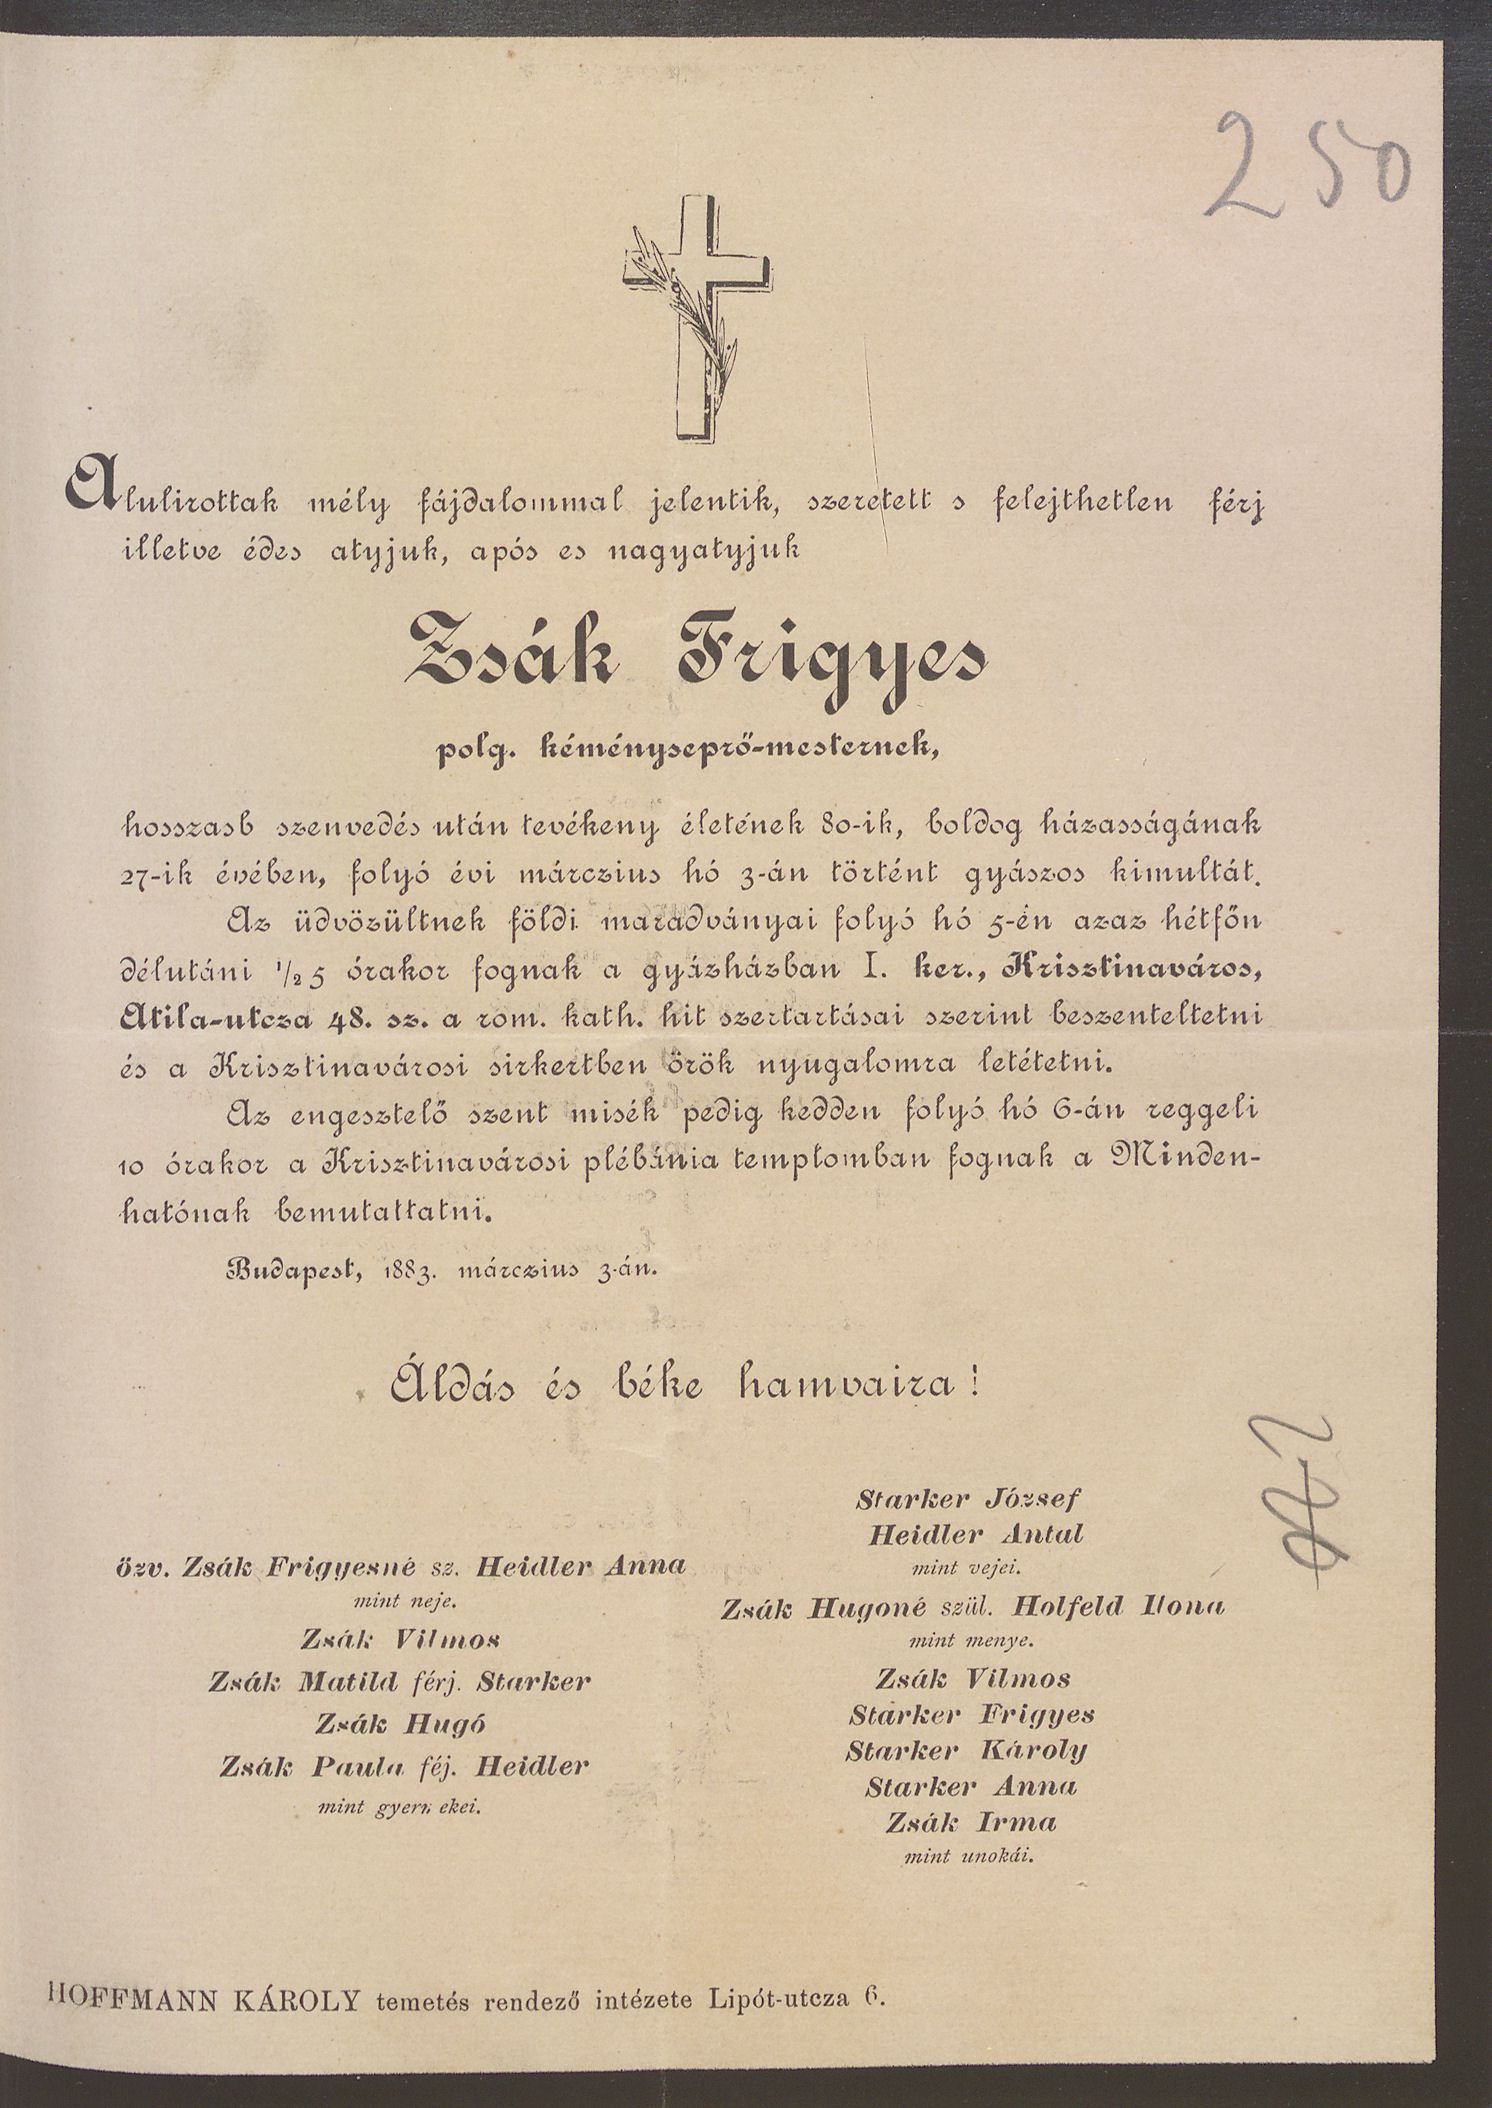 250
Alulirottak mély fájdalommal jelentik, szeretett s felejthetlen férj
illetve édes atyjuk, após es nagyatyjuk
Zsák Frigyes
polg. kéményseprő-mesternek,
hosszasb szenvedés után tevékeny életének 80-ik, boldog házasságának
27-ik évében, folyó évi márczius hó 3-án történt gyászos kimultát.
Az üdvözültnek földi maradványai folyó hó 5-én azaz hétfőn
délutáni 1/2 5 órakor fognak a gyázházban I. ker., Krisztinaváros,
Atila-utcza 48. sz. a rom. kath. hit szertartásai szerint beszenteltetni
és a Krisztinavárosi sirkertben örök nyugalomra letétetni.
Az engesztelő szent misék pedig kedden folyó hó 6-án reggeli
10 órakor a Krisztinavárosi plébánia templomban fognak a Minden-
hatónak bemutattatni.
Budapest, 1883. márczius 3-án.
Áldás és béke hamvaira!
özv. Zsák Frigyesné sz. Heidler Anna
mint neje.
Zsák Vilmos
Zsák Matild férj. Starker
Zsák Hugó
Zsák Paula féj. Heidler
mint gyermekei.
Starker József
Heidler Antal
mint vejei.
Zsák Hugoné szül. Holfeld Ilona
mint menye.
Zsák Vilmos
Starker Frigyes
Starker Károly
Starker Anna
Zsák Irma
mint unokái.
HOFFMANN KÁROLY temetés rendező intézete Lipót-utcza 6.